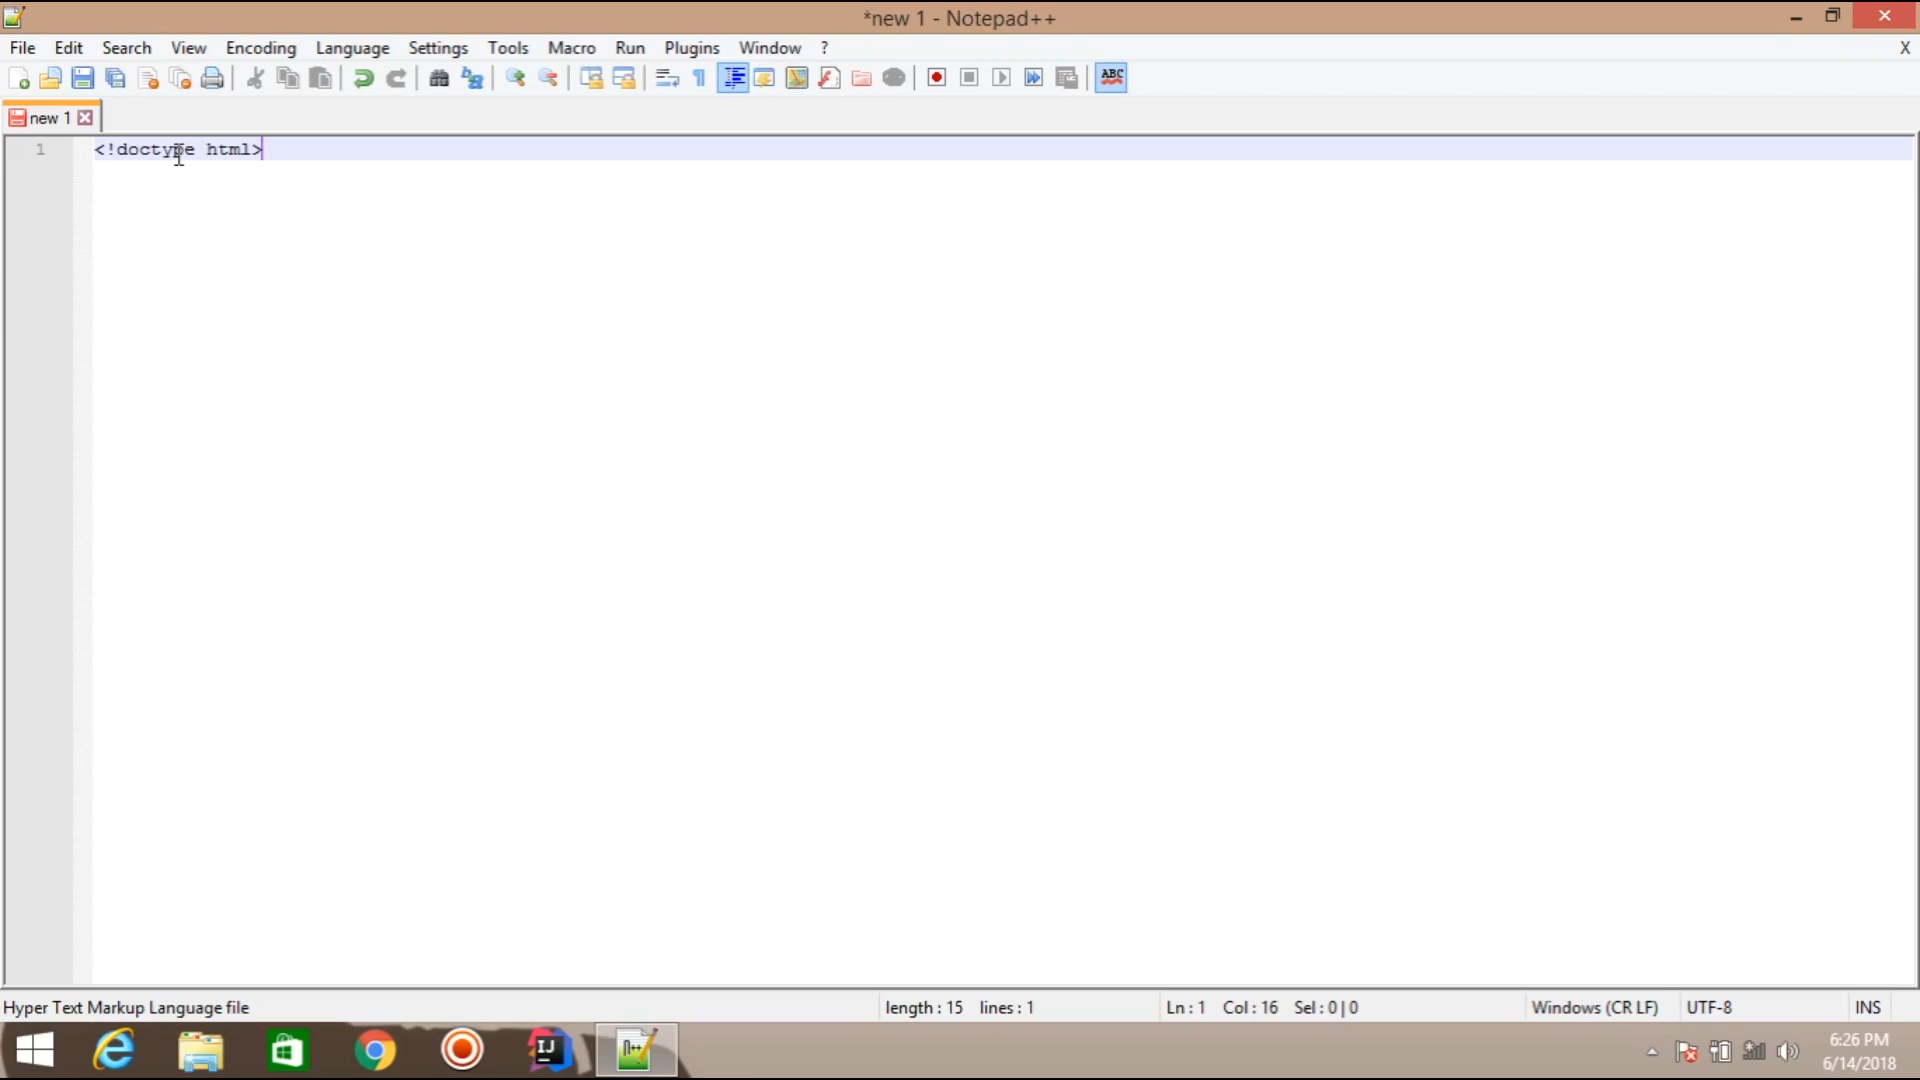 *new 1 - Notepad++
File Edit Search View Encoding Language Settings Tools Macro Run Plugins Window ? X
ABC
new 1
1 <!doctype html>
Hyper Text Markup Language file length : 15 lines : 1 Ln : 1 Col : 16 Sel : 0 | 0 Windows (CR LF) UTF-8 INS
IJ
n++
6:26 PM
6/14/2018